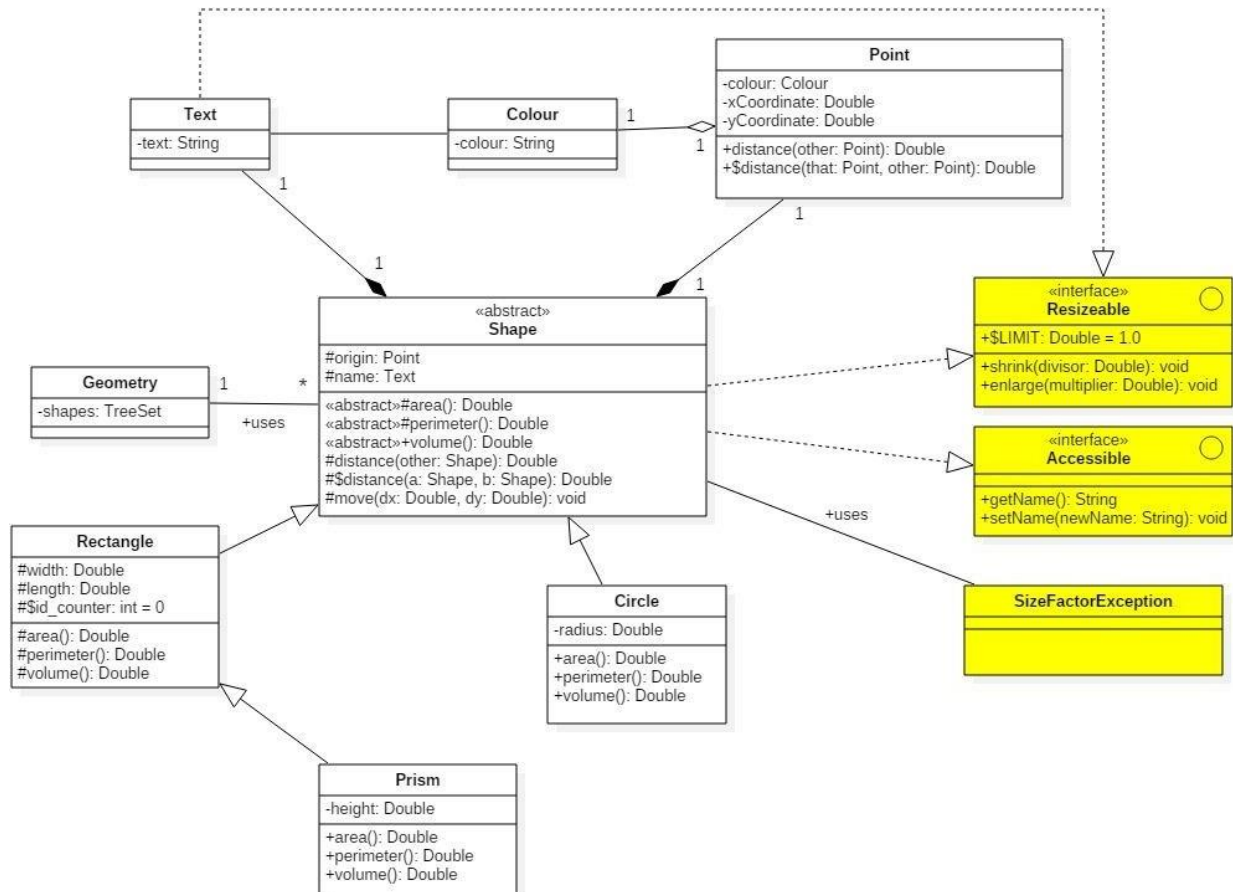 Text
-text: String
Colour
-colour: String
Point
-colour: Colour
-xCoordinate: Double
-yCoordinate: Double
+distance(other: Point): Double
+$distance(that: Point, other: Point): Double
1
1
1
1
1
1
«abstract»
Shape
#origin: Point
#name: Text
«abstract»#area(): Double
«abstract»#perimeter(): Double
«abstract»+volume(): Double
#distance(other: Shape): Double
#$distance(a: Shape, b: Shape): Double
#move(dx: Double, dy: Double): void
«interface»
Resizeable
+$LIMIT: Double = 1.0
+shrink(divisor: Double): void
+enlarge(multiplier: Double): void
Geometry
-shapes: TreeSet
1
*
+uses
«interface»
Accessible
+getName(): String
+setName(newName: String): void
+uses
Rectangle
#width: Double
#length: Double
#$id_counter: int = 0
#area(): Double
#perimeter(): Double
#volume(): Double
Circle
-radius: Double
+area(): Double
+perimeter(): Double
+volume(): Double
SizeFactorException
Prism
-height: Double
+area(): Double
+perimeter(): Double
+volume(): Double